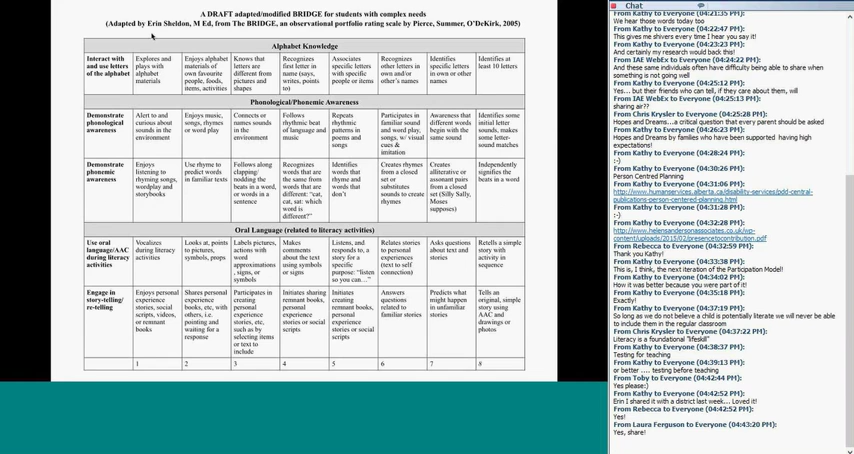 A DRAFT adapted/modified BRIDGE for students with complex needs
(Adapted by Erin Sheldon, M Ed, from The BRIDGE, an observational portfolio rating scale by Pierce, Summer, O'DeKirk, 2005)
Alphabet Knowledge
Interact with
and use letters
of the alphabet
Explores and
plays with
alphabet
materials
Enjoys alphabet
materials of own
favourite
people, foods,
items, activities
Knows that
letters are
different from
pictures and
shapes
Recognizes
first letter in
name (says,
writes, points
to)
Associates
specific letters
with specific
people or items
Recognizes
other letters in
own and/or
other's names
Identifies
specific letters
in own or other
names
Identifies at
least 10 letters
Phonological/Phonemic Awareness
Demonstrate
phonological
awareness
Alert to and
curious about
sounds in the
environment
Enjoys music,
songs, rhymes
or word play
Connects or
names sounds
in the
environment
Follows
rhythmic beat
of language and
music
Repeats
rhythmic
patterns in
poems and
songs
Participates in
familiar sound
and word play,
songs, w/ visual
cues &
imitation
Awareness that
different words
begin with the
same sound
Identifies some
initial letter
sounds, makes
some letter-
sound matches
Demonstrate
phonemic
awareness
Enjoys
listening to
rhyming songs,
wordplay and
storybooks
Use rhyme to
predict words
in familiar texts
Follows along
clapping/
nodding the
beats in a word,
or words in a
sentence
Recognizes
words that are
the same from
words that are
different: "cat,
cat, sat: which
word is
different?"
Identifies
words that
rhyme and
words that
don't
Creates rhymes
from a closed
set or
substitutes
sounds to create
rhymes
Creates
alliterative or
assonant pairs
from a closed
set (Silly Sally,
Moses
supposes)
Independently
signifies the
beats in a word
Oral Language (related to literacy activities)
Use oral
language/AAC
during literacy
activities
Vocalizes
during literacy
activities
Looks at, points
to pictures,
symbols, props
Labels pictures,
actions with
word
approximations
, signs, or
symbols
Makes
comments
about the text
using symbols
or signs
Listens, and
responds to, a
story for a
specific
purpose: "listen
so you can…"
Relates stories
to personal
experiences
(text to self
connection)
Asks questions
about text and
stories
Retells a simple
story with
activity in
sequence
Engage in
story-telling/
re-telling
Enjoys personal
experience
stories, social
scripts, videos,
or remnant
books
Shares personal
experience
books, etc, with
others, i.e.
pointing and
waiting for a
response
Participates in
creating
personal
experience
stories, etc,
such as by
selecting items
or text to
include
Initiates sharing
remnant books,
personal
experience
stories or social
scripts
Initiates
creating
remnant books,
personal
experience
stories or
scripts
Answers
questions
related to
familiar stories
Predicts what
might happen
in unfamiliar
stories
Tells an
original, simple
story using
AAC and
drawings or
photos
1 2 3 4 5 6 7 8
Chat
From Kathy to Everyone (04:21:35 PM):
We hear those words today too
From Kathy to Everyone (04:22:47 PM):
This gives me shivers every time I hear you say it!
From Kathy to Everyone (04:23:23 PM):
And certainly my research would back this!
From IAE WebEx to Everyone (04:24:22 PM):
From Kathy to Everyone (04:24:22 PM):
And these same individuals often have difficulty being able to share when
something is not going well
From Kathy to Everyone (04:25:12 PM):
Yes... but their friends who can tell, if they care about them, will
From IAE WebEx to Everyone (04:25:13 PM):
sharing air??
From Chris Krysler to Everyone (04:25:28 PM):
Hopes and Dreams...a critical question that every parent should be asked
From Kathy to Everyone (04:26:23 PM):
Hopes and Dreams by families who have been supported having high
expectations!
From Kathy to Everyone (04:28:24 PM):
:-)
From Kathy to Everyone (04:30:26 PM):
Person Centred Planning
From Kathy to Everyone (04:31:06 PM):
http://www.humanservices.alberta.ca/disability-services/pdd-central-
publications-person-centered-planning.html
From Kathy to Everyone (04:31:28 PM):
:-)
From Kathy to Everyone (04:32:28 PM):
http://www.helensandersonassociates.co.uk/wp-
content/uploads/2015/02/presencetocontribution.pdf
From Rebecca to Everyone (04:32:59 PM):
Thank you Kathy!
From Kathy to Everyone (04:33:38 PM):
This is, I think, the next iteration of the Participation Model!
From Kathy to Everyone (04:34:02 PM):
How it was better because you were part of it!
From Kathy to Everyone (04:35:18 PM):
Exactly!
From Kathy to Everyone (04:37:19 PM):
So long as we do not believe a child is potentially literate we will never be able
to include them in the regular classroom
From Chris Krysler to Everyone (04:37:22 PM):
Literacy is a foundational "lifeskill"
From Kathy to Everyone (04:38:37 PM):
Testing for teaching
From Kathy to Everyone (04:39:13 PM):
or better .... testing before teaching
From Toby to Everyone (04:42:44 PM):
Yes please:)
From Kathy to Everyone (04:42:52 PM):
Erin I shared it with a district last week... Loved it!
From Rebecca to Everyone (04:42:52 PM):
Yes!
From Laura Ferguson to Everyone (04:43:20 PM):
Yes, share!